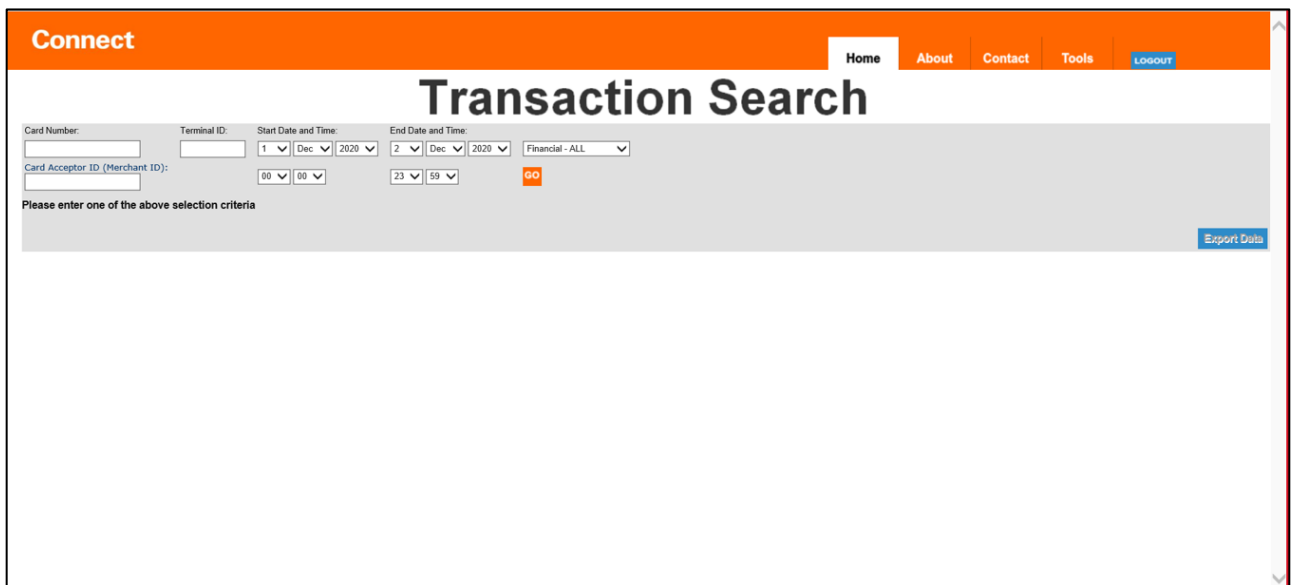 Connect
Home About Contact Tools LOGOUT
Transaction Search
Card Number: Terminal ID: Start Date and Time: End Date and Time:
1 Dec 2020 2 Dec 2020 Financial - ALL
Card Acceptor ID (Merchant ID):
00 00 23 59 GO
Please enter one of the above selection criteria
Export Data